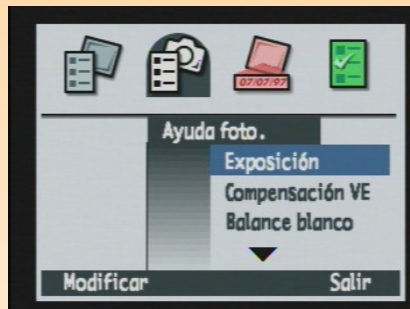 07/07/97
Ayuda foto.
Exposición
Compensación VE
Balance blanco
Modificar
Salir